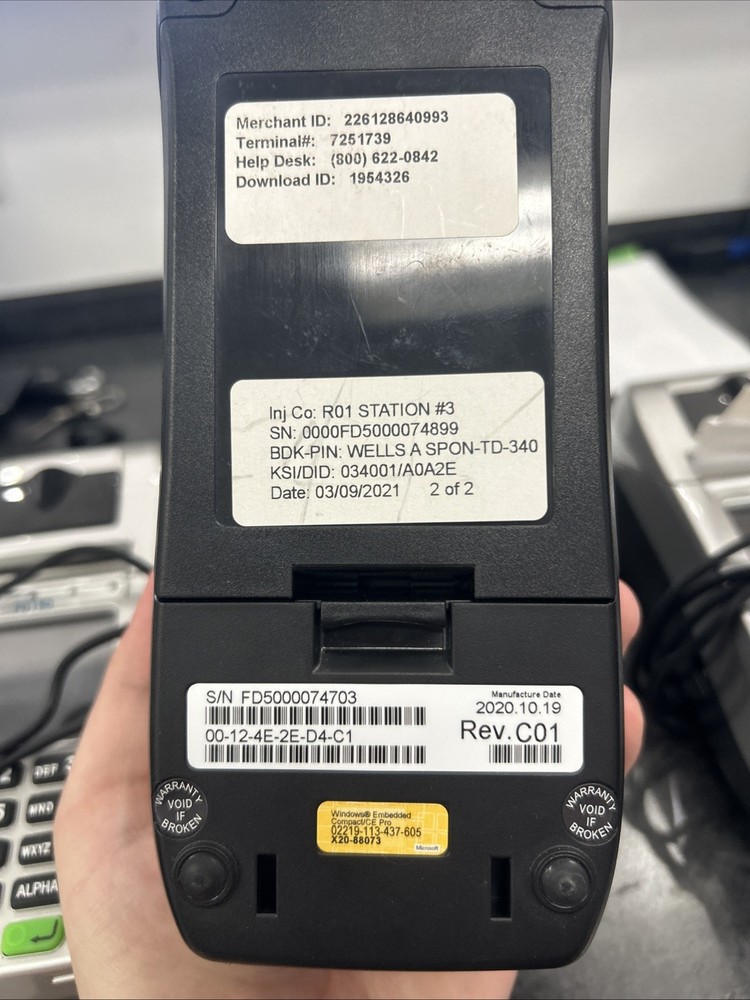 Merchant ID: 226128640993
Terminal#: 7251739
Help Desk: (800) 622-0842
Download ID: 1954326
Inj Co: R01 STATION #3
SN: 0000FD5000074899
BDK-PIN: WELLS A SPON-TD-340
KSI/DID: 034001/A0A2E
Date: 03/09/2021 2 of 2
S/N FD5000074703
Manufacture Date
2020.10.19
00-12-4E-2E-D4-C1
Rev.C01
WARRANTY
VOID
IF
BROKEN
Windows® Embedded
Compact/CE Pro
02219-113-437-605
X20-88073
Microsoft
WARRANTY
VOID
IF
BROKEN
DEF
MNO
WXYZ
ALPHA